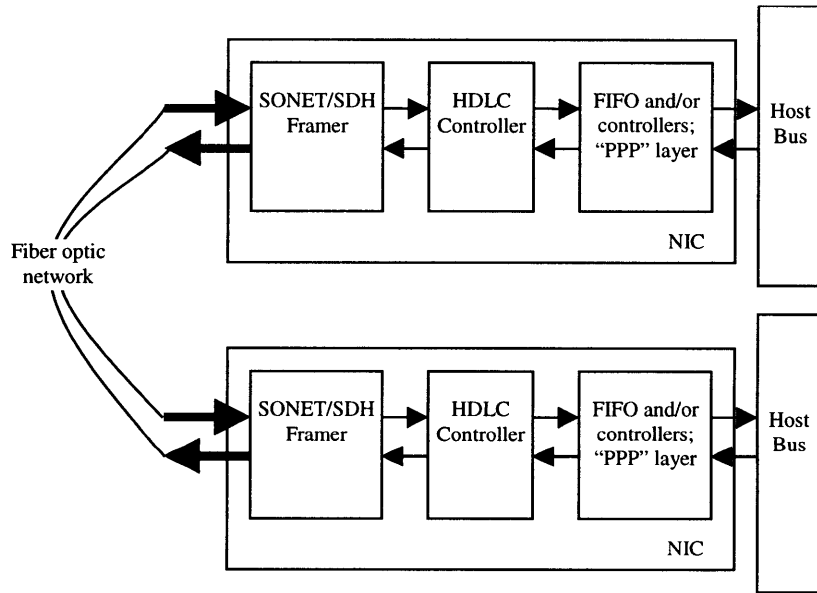 SONET/SDH
Framer
HDLC
Controller
FIFO and/or
controllers;
“PPP” layer
Host
Bus
NIC
Fiber optic
network
SONET/SDH
Framer
HDLC
Controller
FIFO and/or
controllers;
“PPP” layer
Host
Bus
NIC